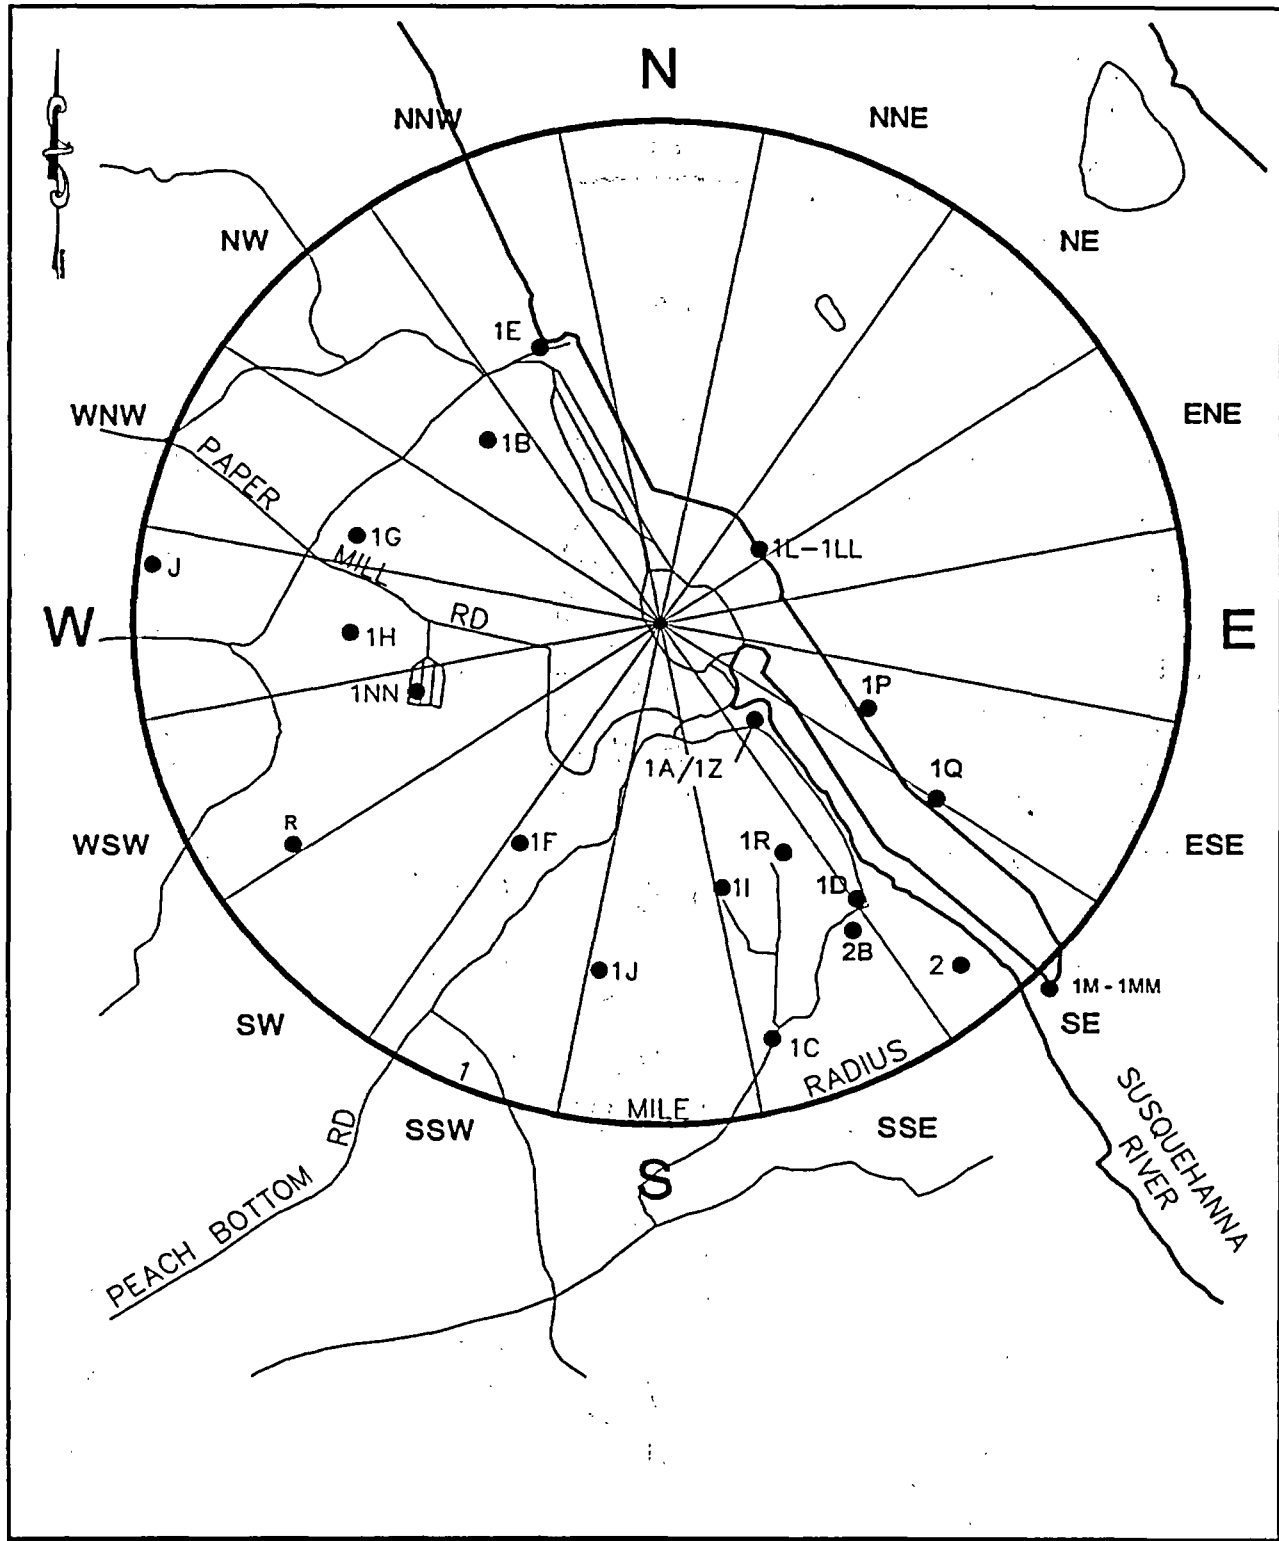 N
NNW
NNE
NW
NE
1E
WNW
ENE
1B
PAPER
1G
1L-1LL
MILL
J
RD
W
1H
E
1NN
1P
1A/1Z
1Q
R
1F
1R
WSW
ESE
1I
1D
2B
2
1J
1M - 1MM
SW
SE
1C
1
MILE
RADIUS
SSW
SSE
RD
S
SUSQUEHANNA
RIVER
PEACH BOTTOM